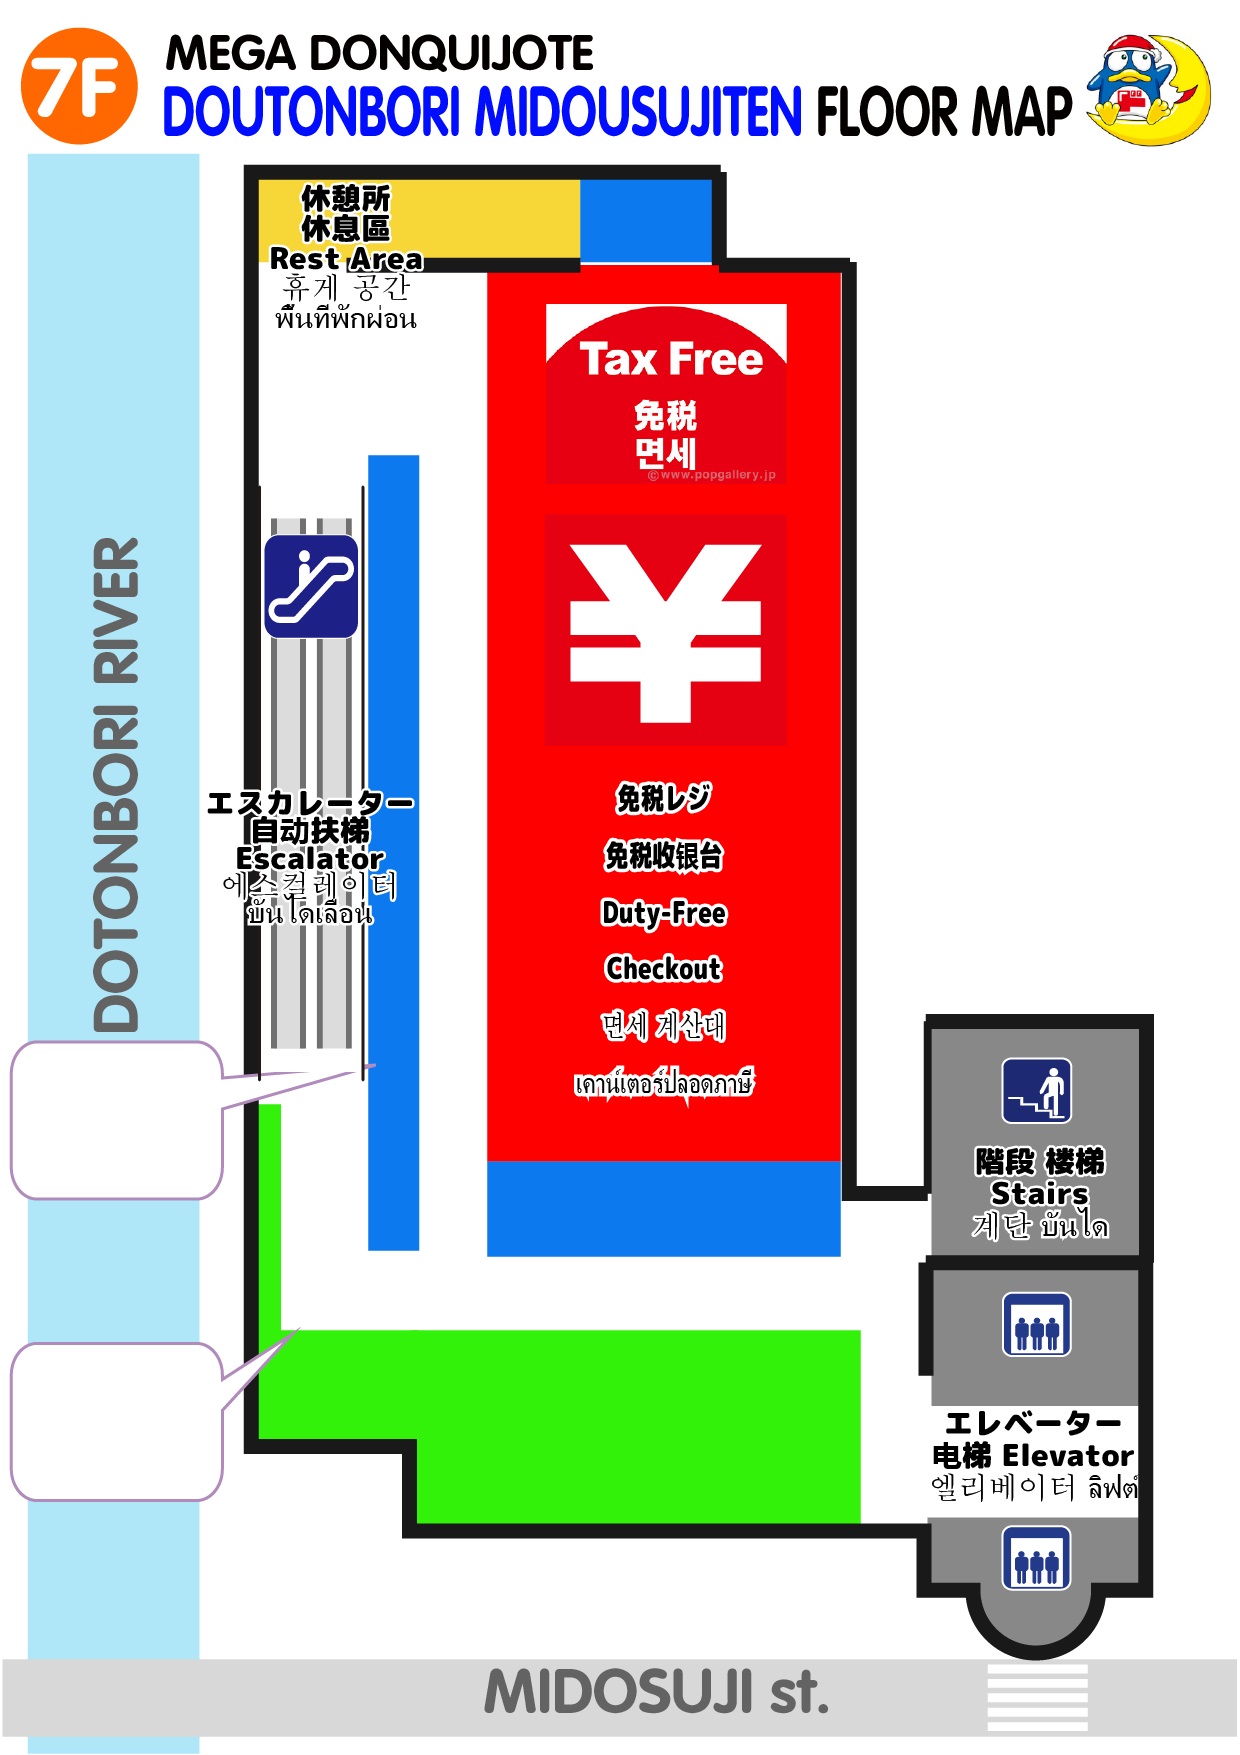 7F
MEGA DONQUIJOTE
DOUTONBORI MIDOUSUJITEN FLOOR MAP
休憩所
休息區
Rest Area
휴게 공간
พื้นที่พักผ่อน
Tax Free
免税
면세
©www.popgallery.jp
¥
免税レジ
免税收银台
Duty-Free
Checkout
면세 계산대
เคาน์เตอร์ปลอดภาษี
エスカレーター
自动扶梯
Escalator
에스컬레이터
บันไดเลื่อน
DOTONBORI RIVER
階段 楼梯
Stairs
계단 บันได
エレベーター
电梯 Elevator
엘리베이터 ลิฟต์
MIDOSUJI st.